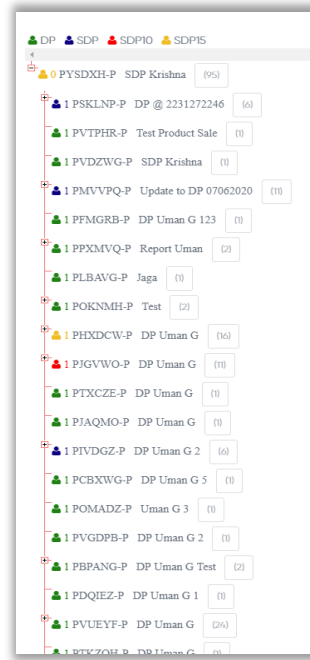 DP SDP SDP10 SDP15
0 PYSDXH-P SDP Krishna (95)
1 PSKLNP-P DP @ 2231272246 (6)
1 PVTPHR-P Test Product Sale (1)
1 PVDZWG-P SDP Krishna (1)
1 PMVVPQ-P Update to DP 07062020 (11)
1 PFMGRB-P DP Uman G 123 (1)
1 PPXMVQ-P Report Uman (2)
1 PLBAVG-P Jaga (1)
1 POKNMH-P Test (2)
1 PHXDCW-P DP Uman G (16)
1 PJGVWO-P DP Uman G (11)
1 PTXCZE-P DP Uman G (1)
1 PJAQMO-P DP Uman G (1)
1 PIVDGZ-P DP Uman G 2 (6)
1 PCBXWG-P DP Uman G 5 (1)
1 POMADZ-P Uman G 3 (1)
1 PVGDPB-P DP Uman G 2 (1)
1 PBPANG-P DP Uman G Test (2)
1 PDQIEZ-P DP Uman G 1 (1)
1 PVUEYF-P DP Uman G (24)
1 PTKZOH-P DP Uman G (1)